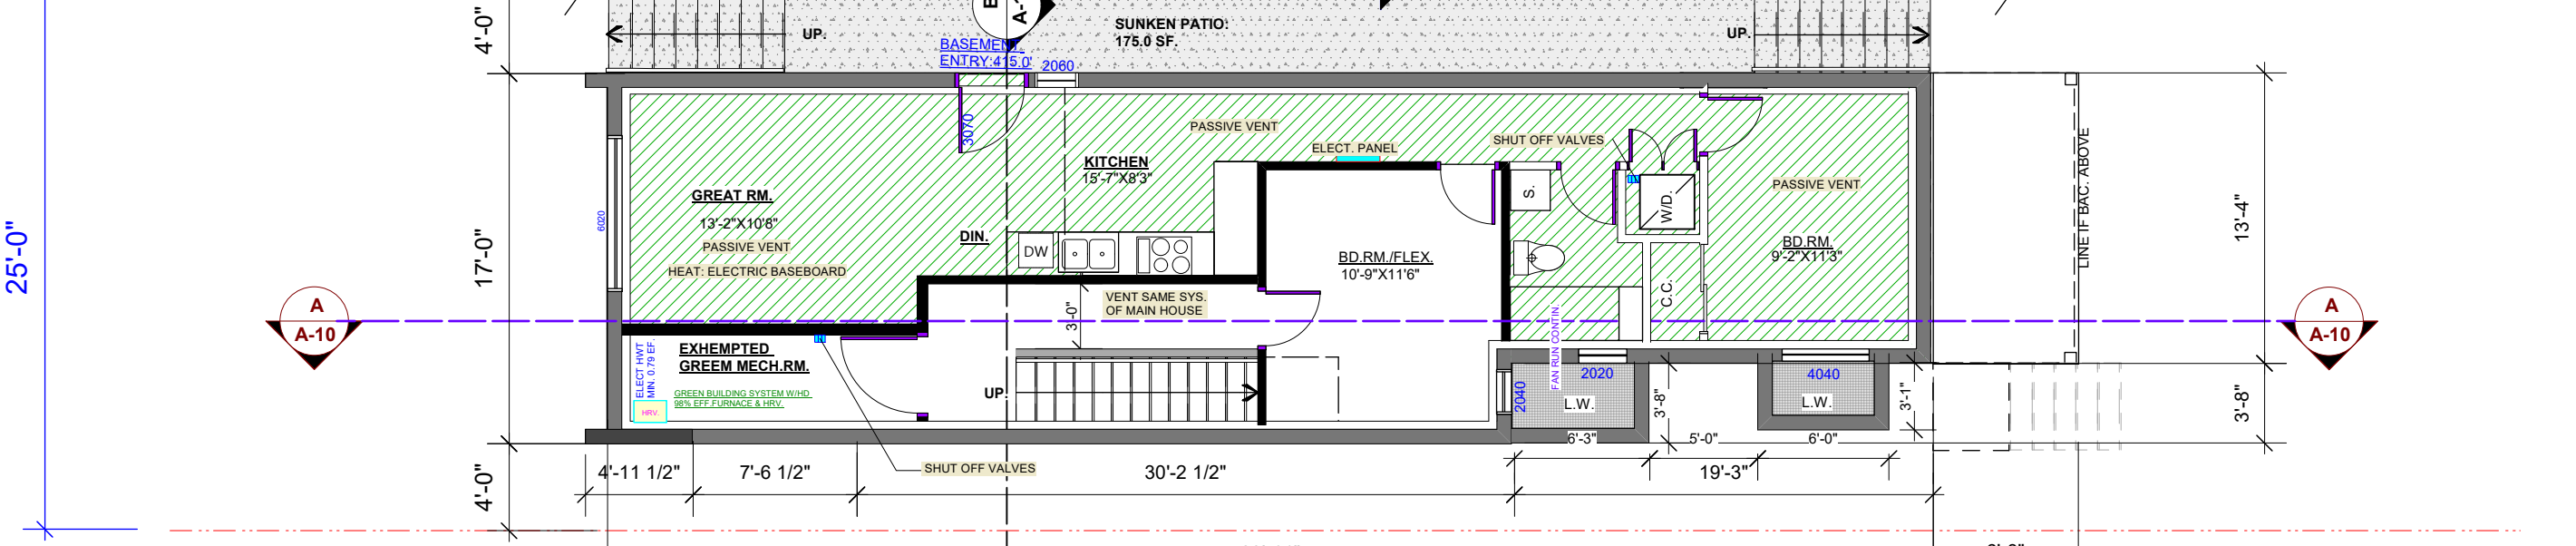 4'-0"
UP.
A-
SUNKEN PATIO:
175.0 SF.
UP.
BASEMENT
ENTRY:415.0'
2060
3070
PASSIVE VENT
ELECT. PANEL
SHUT OFF VALVES
KITCHEN
15'-7"X8'3"
GREAT RM.
13'-2"X10'8"
PASSIVE VENT
HEAT: ELECTRIC BASEBOARD
6020
DIN.
DW
S.
W/D.
PASSIVE VENT
BD.RM.
9'-2"X11'3"
BD.RM./FLEX.
10'-9"X11'6"
C.C.
LINE IF BAC. ABOVE
13'-4"
25'-0"
17'-0"
A
A-10
VENT SAME SYS.
OF MAIN HOUSE
3'-0"
FAN RUN CONTIN.
A
A-10
EXHEMPTED
GREEM MECH.RM.
ELECT HWT
MIN. 0.79 EF.
GREEN BUILDING SYSTEM W/HD
98% EFF.FURNACE & HRV.
HRV.
UP.
2040
2020
L.W.
3'-8"
4040
L.W.
3'-1"
3'-8"
6'-3"
5'-0"
6'-0"
4'-0"
4'-11 1/2"
7'-6 1/2"
SHUT OFF VALVES
30'-2 1/2"
19'-3"